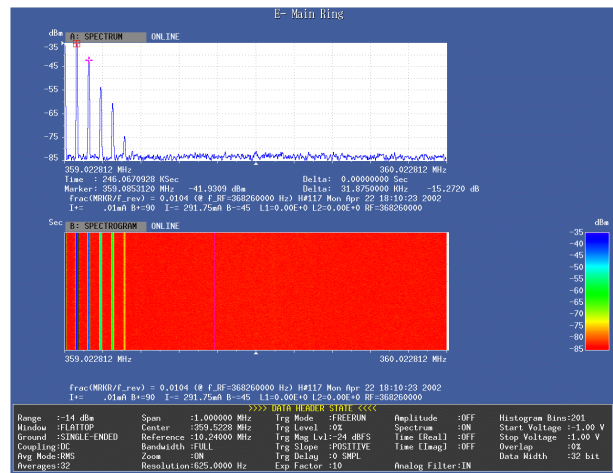 E- Main Ring
dBm
A: SPECTRUM ONLINE
-35
-45
-55
-65
-75
-85
359.022812 MHz 360.022812 MHz
Time : 246.0670928 KSec Delta: 0.00000000 Sec
Marker: 359.0853120 MHz -41.9309 dBm Delta: 31.8750000 KHz -15.2720 dB
frac(MRKR/f_rev) = 0.0104 (@ f_RF=368260000 Hz) H#117 Mon Apr 22 18:10:23 2002
I+= .01mA B+=90 I-= 291.75mA B-=45 L1=0.00E+0 L2=0.00E+0 RF=368260000
Sec
B: SPECTROGRAM ONLINE
dBm
-35
-40
-45
-50
-55
-60
-65
-70
-75
-80
-85
359.022812 MHz 360.022812 MHz
frac(MRKR/f_rev) = 0.0104 (@ f_RF=368260000 Hz) H#117 Mon Apr 22 18:10:23 2002
I+= .01mA B+=90 I-= 291.75mA B-=45 L1=0.00E+0 L2=0.00E+0 RF=368260000
>>>> DATA HEADER STATE <<<<
Range :-14 dBm Span :1.000000 MHz Trg Mode :FREERUN Amplitude :OFF Histogram Bins:201
Window :FLATTOP Center :359.5228 MHz Trg Level :0% Spectrum :ON Start Voltage :-1.00 V
Ground :SINGLE-ENDED Reference :10.24000 MHz Trg Mag Lvl:-24 dBFS Time [Real] :OFF Stop Voltage :1.00 V
Coupling:DC Bandwidth :FULL Trg Slope :POSITIVE Time [Imag] :OFF Overlap :0%
Avg Mode:RMS Zoom :ON Trg Delay :0 SMPL Data Width :32 bit
Averages:32 Resolution:625.0000 Hz Exp Factor :10 Analog Filter:IN